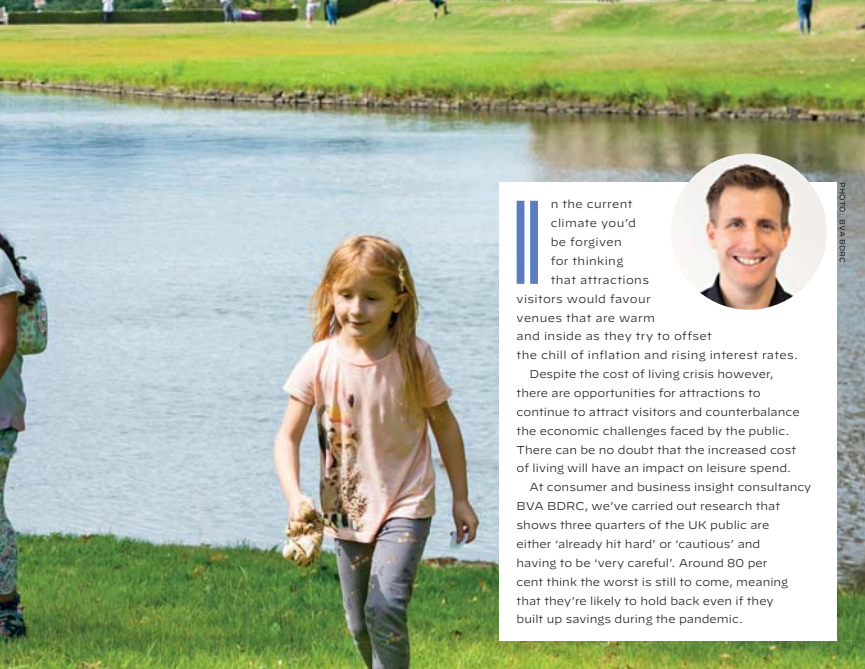 In the current
climate you'd
be forgiven
for thinking
that attractions
visitors would favour
venues that are warm
and inside as they try to offset
the chill of inflation and rising interest rates.
Despite the cost of living crisis however,
there are opportunities for attractions to
continue to attract visitors and counterbalance
the economic challenges faced by the public.
There can be no doubt that the increased cost
of living will have an impact on leisure spend.
At consumer and business insight consultancy
BVA BDRC, we've carried out research that
shows three quarters of the UK public are
either ‘already hit hard’ or ‘cautious’ and
having to be ‘very careful’. Around 80 per
cent think the worst is still to come, meaning
that they're likely to hold back even if they
built up savings during the pandemic.
PHOTO: BVA BDRC